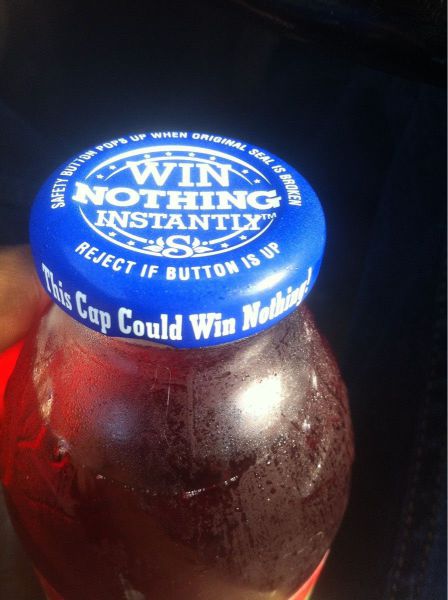 SAFETY BUTTON POPS UP WHEN ORIGINAL SEAL IS BROKEN
WIN
NOTHING
INSTANTLY™
S
REJECT IF BUTTON IS UP
This Cap Could Win Nothing!